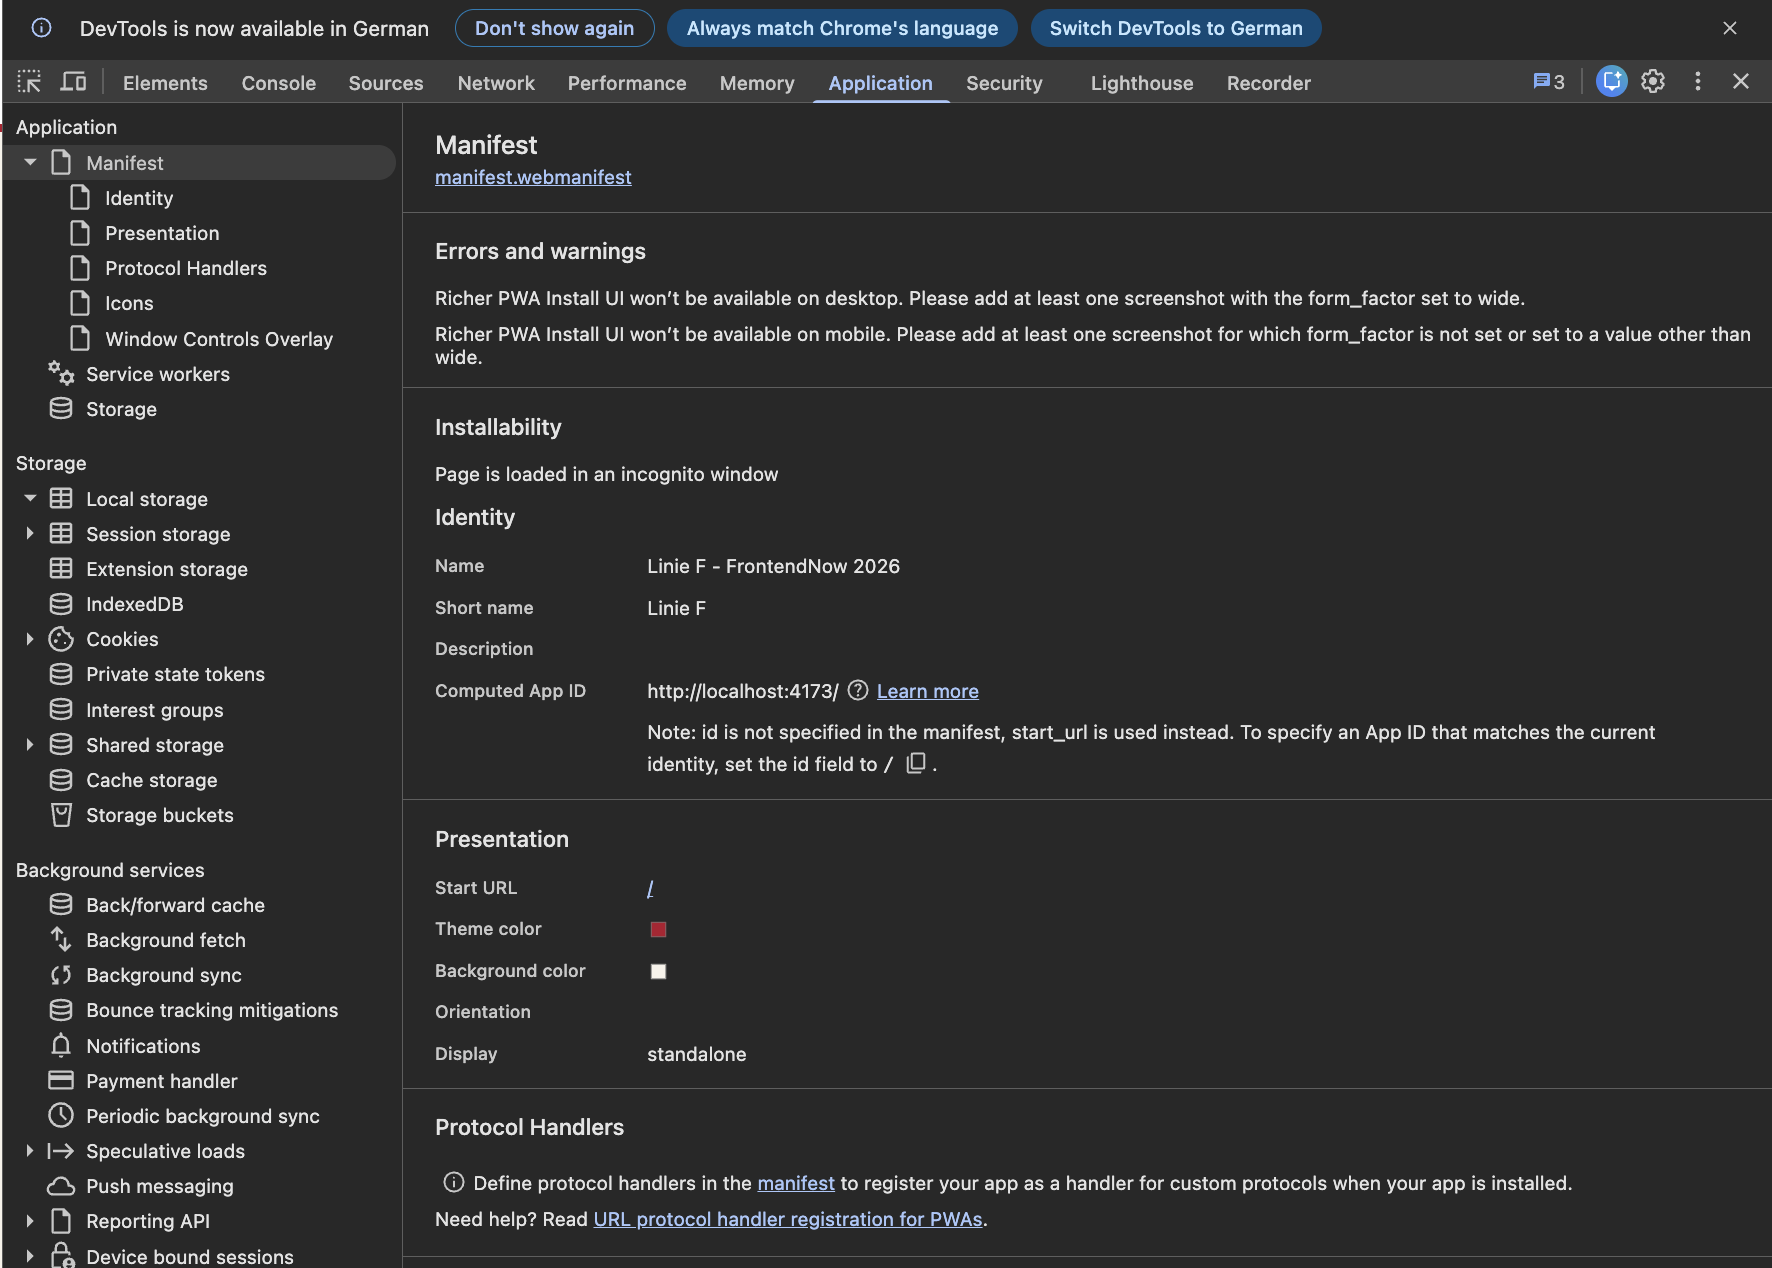 DevTools is now available in German
Don't show again
Always match Chrome's language
Switch DevTools to German
Elements
Console
Sources
Network
Performance
Memory
Application
Security
Lighthouse
Recorder
3
Application
Manifest
Identity
Presentation
Protocol Handlers
Icons
Window Controls Overlay
Service workers
Storage
Storage
Local storage
Session storage
Extension storage
IndexedDB
Cookies
Private state tokens
Interest groups
Shared storage
Cache storage
Storage buckets
Background services
Back/forward cache
Background fetch
Background sync
Bounce tracking mitigations
Notifications
Payment handler
Periodic background sync
Speculative loads
Push messaging
Reporting API
Device bound sessions
Manifest
manifest.webmanifest
Errors and warnings
Richer PWA Install UI won’t be available on desktop. Please add at least one screenshot with the form_factor set to wide.
Richer PWA Install UI won’t be available on mobile. Please add at least one screenshot for which form_factor is not set or set to a value other than
wide.
Installability
Page is loaded in an incognito window
Identity
Name Linie F - FrontendNow 2026
Short name Linie F
Description
Computed App ID http://localhost:4173/ Learn more
Note: id is not specified in the manifest, start_url is used instead. To specify an App ID that matches the current
identity, set the id field to / .
Presentation
Start URL /
Theme color
Background color
Orientation
Display standalone
Protocol Handlers
Define protocol handlers in the manifest to register your app as a handler for custom protocols when your app is installed.
Need help? Read URL protocol handler registration for PWAs.